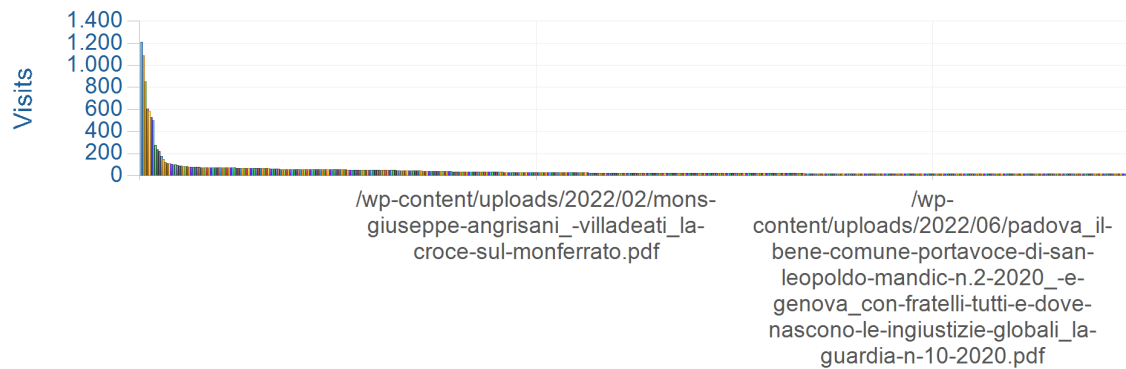 1.400
1.200
1.000
800
600
400
200
0
Visits
/wp-content/uploads/2022/02/mons-
giuseppe-angrisani_-villadeati_la-
croce-sul-monferrato.pdf
/wp-
content/uploads/2022/06/padova_il-
bene-comune-portavoce-di-san-
leopoldo-mandic-n.2-2020_-e-
genova_con-fratelli-tutti-e-dove-
nascono-le-ingiustizie-globali_la-
guardia-n-10-2020.pdf